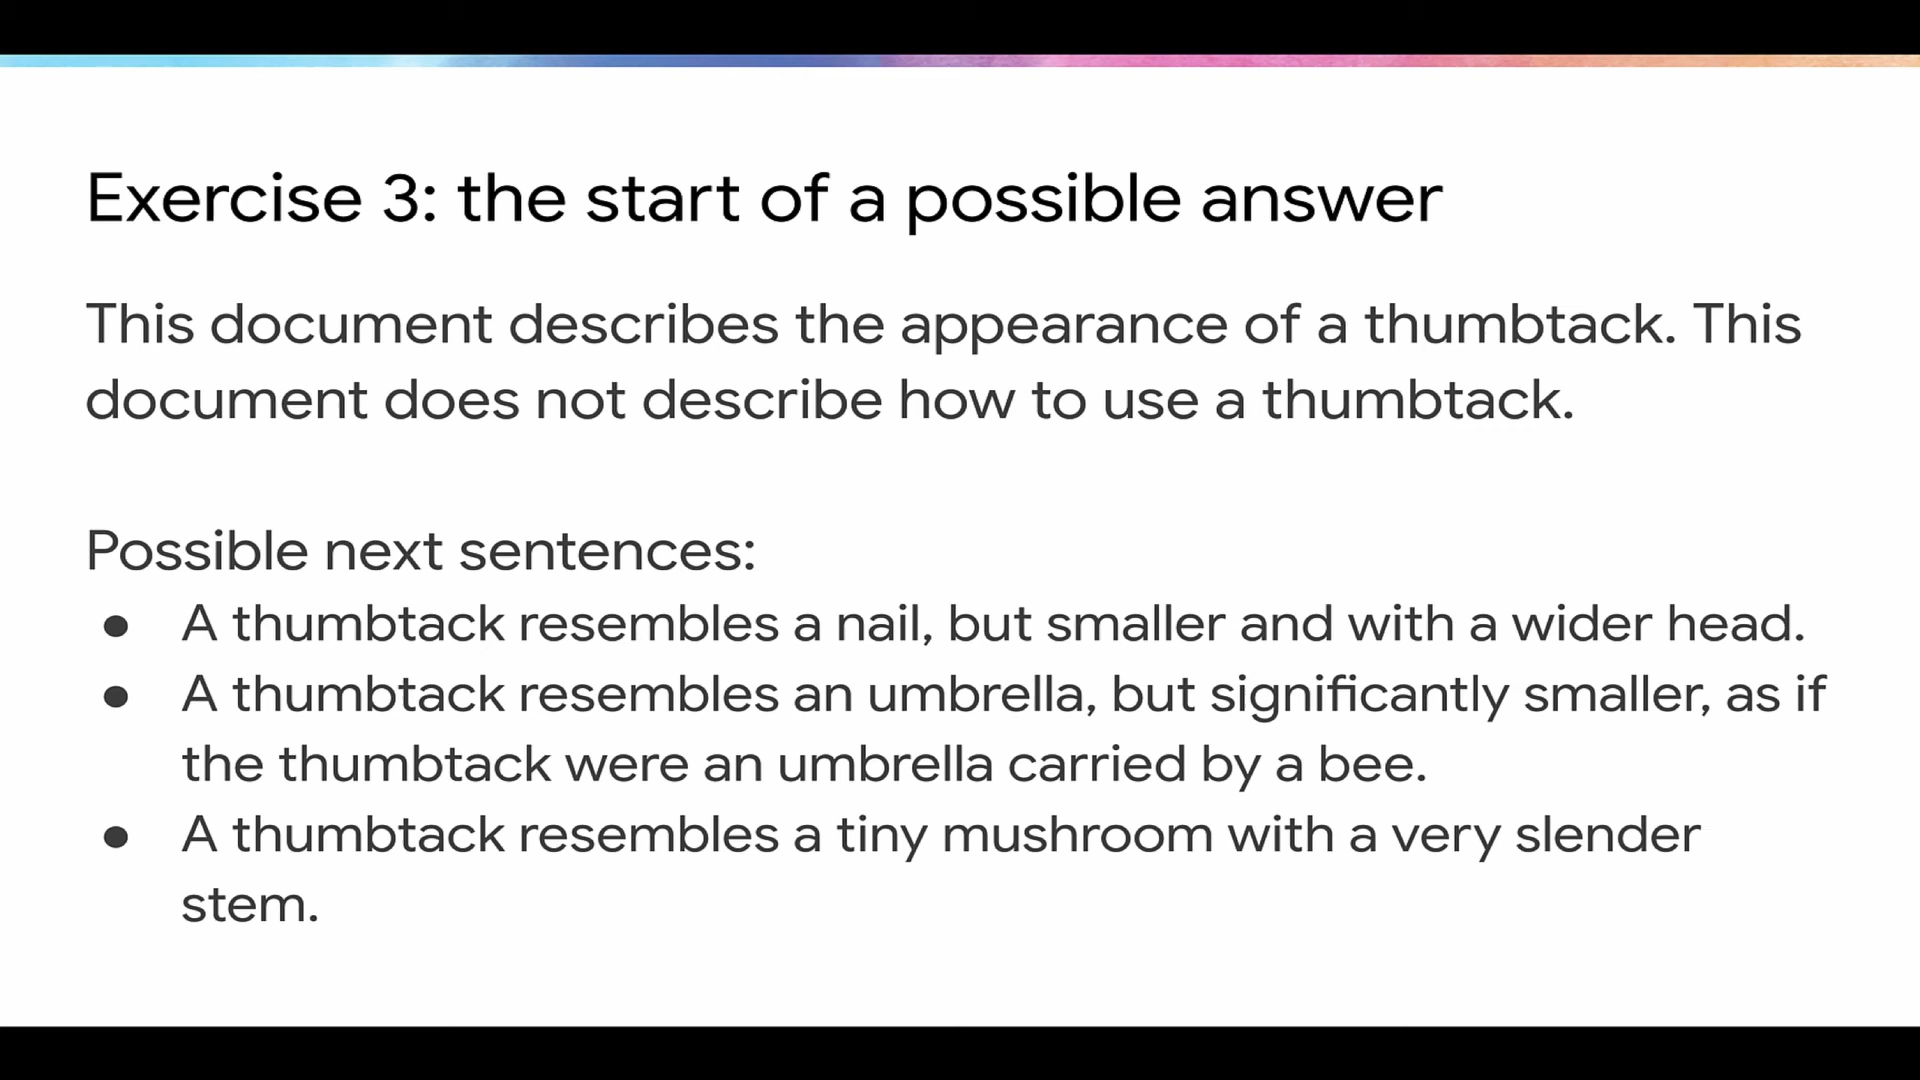 Exercise 3: the start of a possible answer
This document describes the appearance of a thumbtack. This
document does not describe how to use a thumbtack.
Possible next sentences:
● A thumbtack resembles a nail, but smaller and with a wider head.
● A thumbtack resembles an umbrella, but significantly smaller, as if
the thumbtack were an umbrella carried by a bee.
● A thumbtack resembles a tiny mushroom with a very slender
stem.